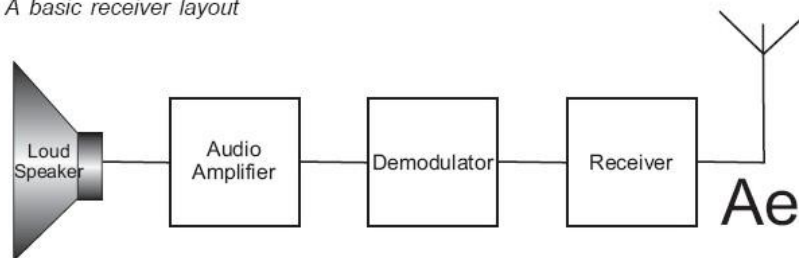 A basic receiver layout
Loud
Speaker
Audio
Amplifier
Demodulator
Receiver
Ae